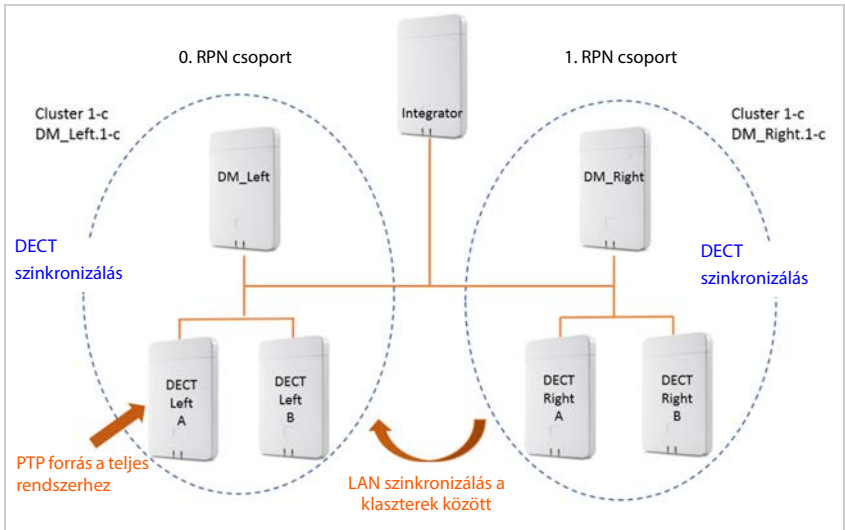 0. RPN csoport
1. RPN csoport
Integrator
Cluster 1-c
DM_Left.1-c
Cluster 1-c
DM_Right.1-c
DM_Left
DM_Right
DECT
szinkronizálás
DECT
szinkronizálás
DECT
Left
A
DECT
Left
B
DECT
Right
A
DECT
Right
B
PTP forrás a teljes
rendszerhez
LAN szinkronizálás a
klaszterek között